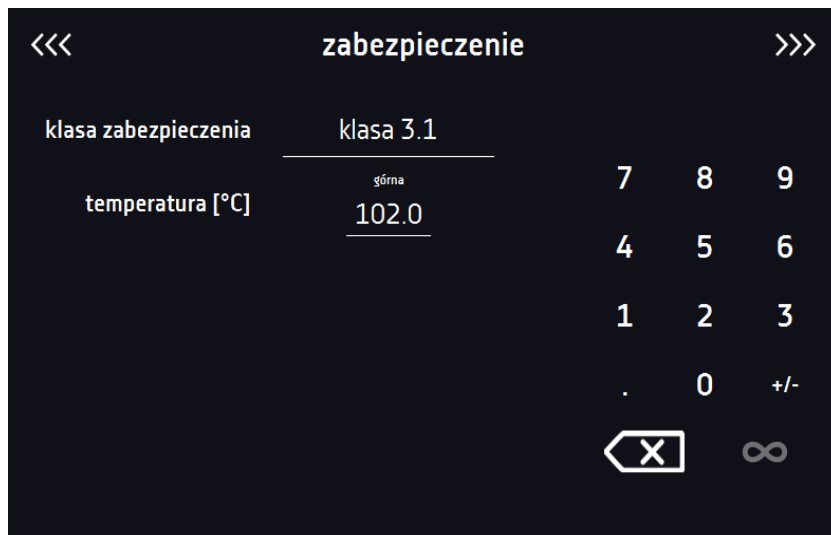 <<< zabezpieczenie >>>
klasa zabezpieczenia klasa 3.1
górna
temperatura [°C] 102.0
7 8 9
4 5 6
1 2 3
. 0 +/-
X ∞